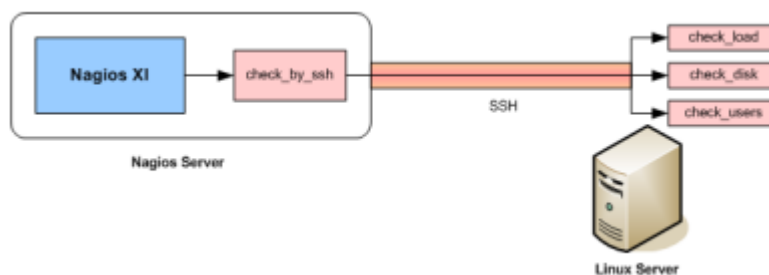 check_load
Nagios XI
check_by_ssh
check_disk
SSH
check_users
Nagios Server
Linux Server